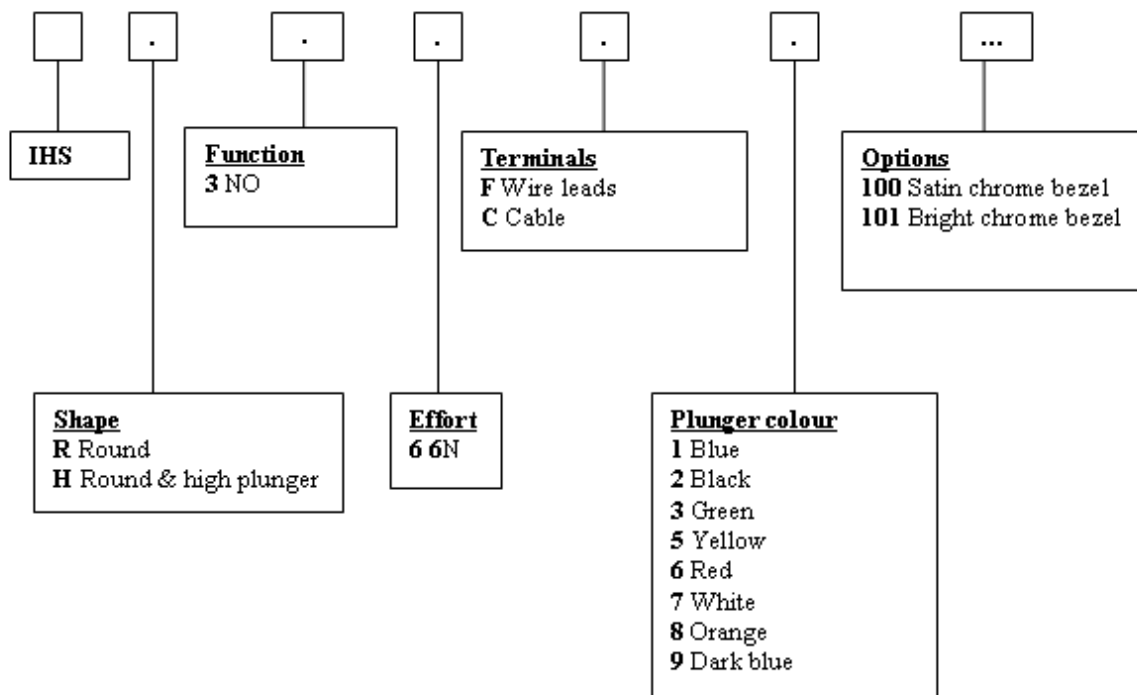 . . . . . ...
IHS
Function
3 NO
Terminals
F Wire leads
C Cable
Options
100 Satin chrome bezel
101 Bright chrome bezel
Shape
R Round
H Round & high plunger
Effort
6 6N
Plunger colour
1 Blue
2 Black
3 Green
5 Yellow
6 Red
7 White
8 Orange
9 Dark blue